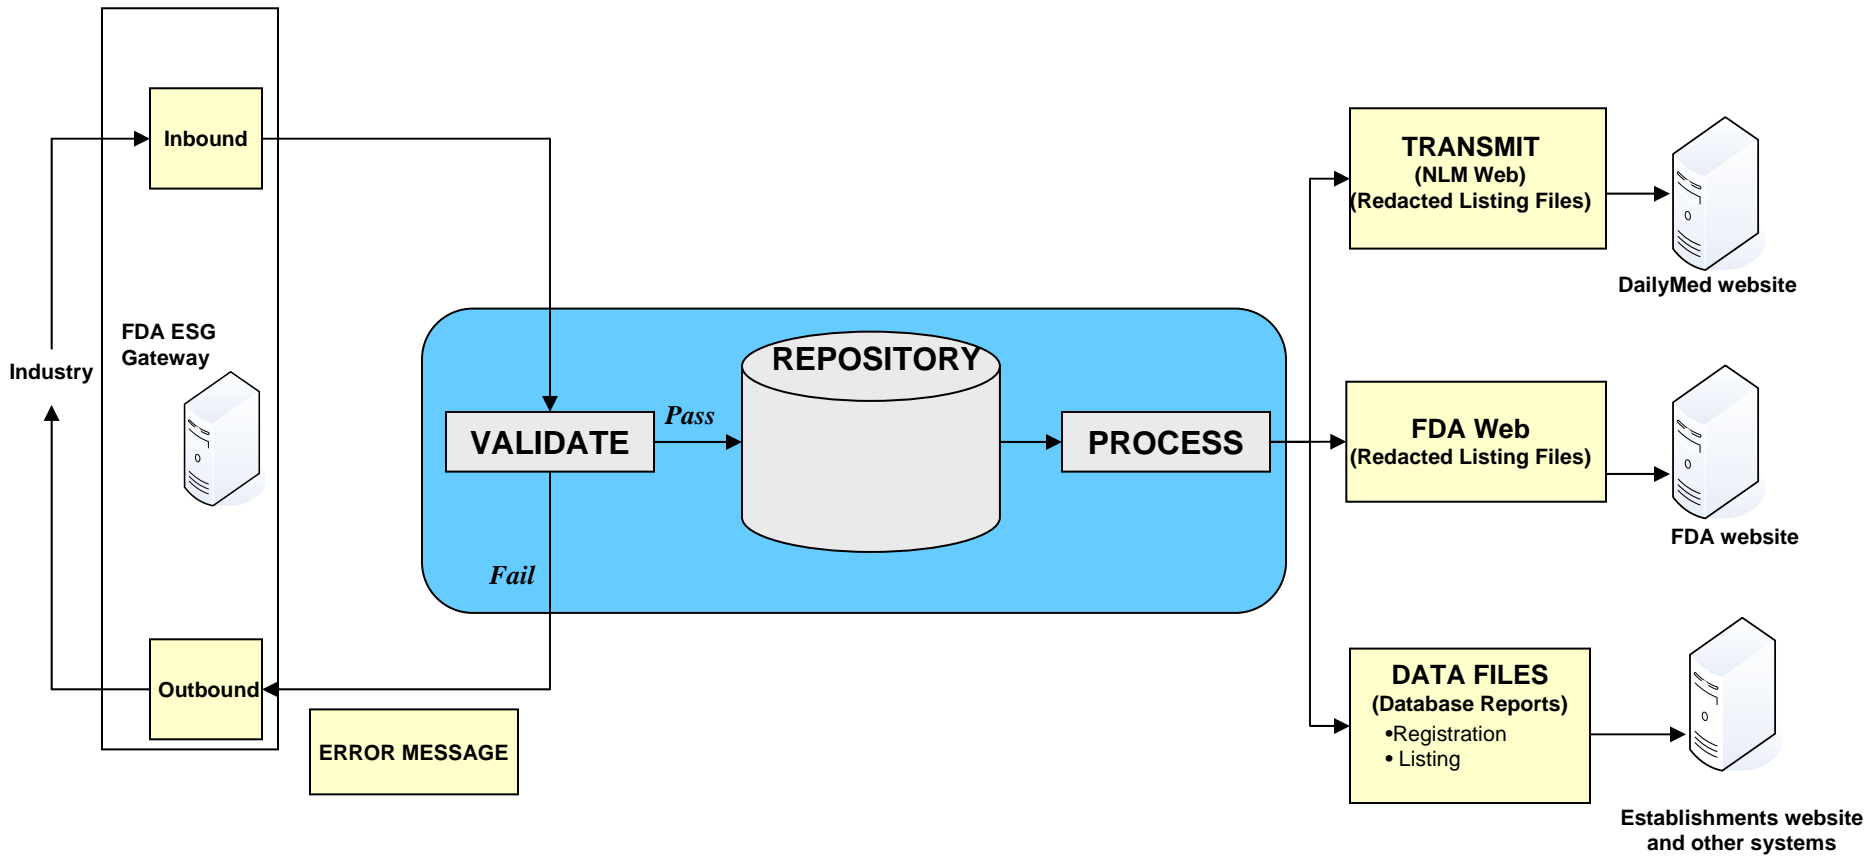 Inbound
FDA ESG
Gateway
Industry
Outbound
ERROR MESSAGE
VALIDATE
Pass
Fail
REPOSITORY
PROCESS
TRANSMIT
(NLM Web)
(Redacted Listing Files)
DailyMed website
FDA Web
(Redacted Listing Files)
FDA website
DATA FILES
(Database Reports)
•Registration
• Listing
Establishments website
and other systems